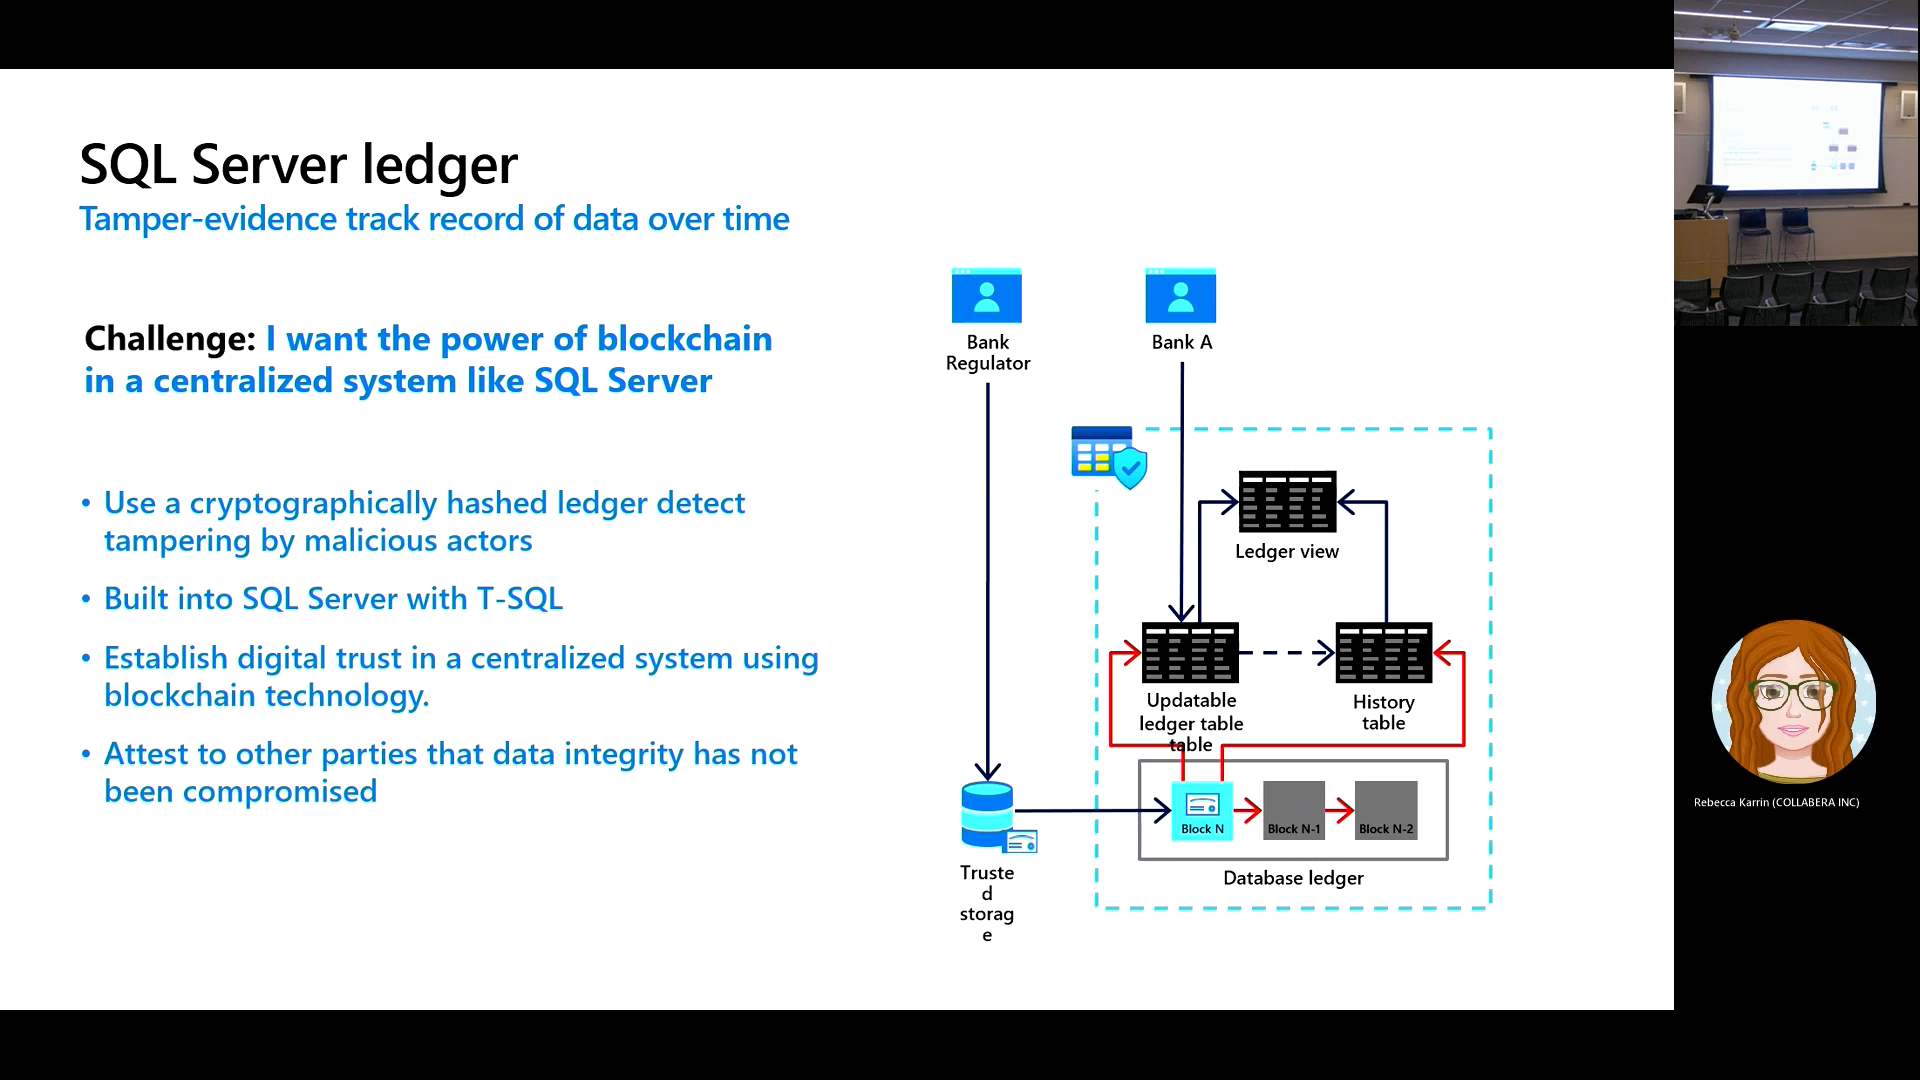 SQL Server ledger
Tamper-evidence track record of data over time
Challenge: I want the power of blockchain
in a centralized system like SQL Server
• Use a cryptographically hashed ledger detect
tampering by malicious actors
• Built into SQL Server with T-SQL
• Establish digital trust in a centralized system using
blockchain technology.
• Attest to other parties that data integrity has not
been compromised
Bank
Regulator
Bank A
Ledger view
Updatable
ledger table
table
History
table
Block N
Block N-1
Block N-2
Database ledger
Truste
d
storag
e
Rebecca Karrin (COLLABERA INC)